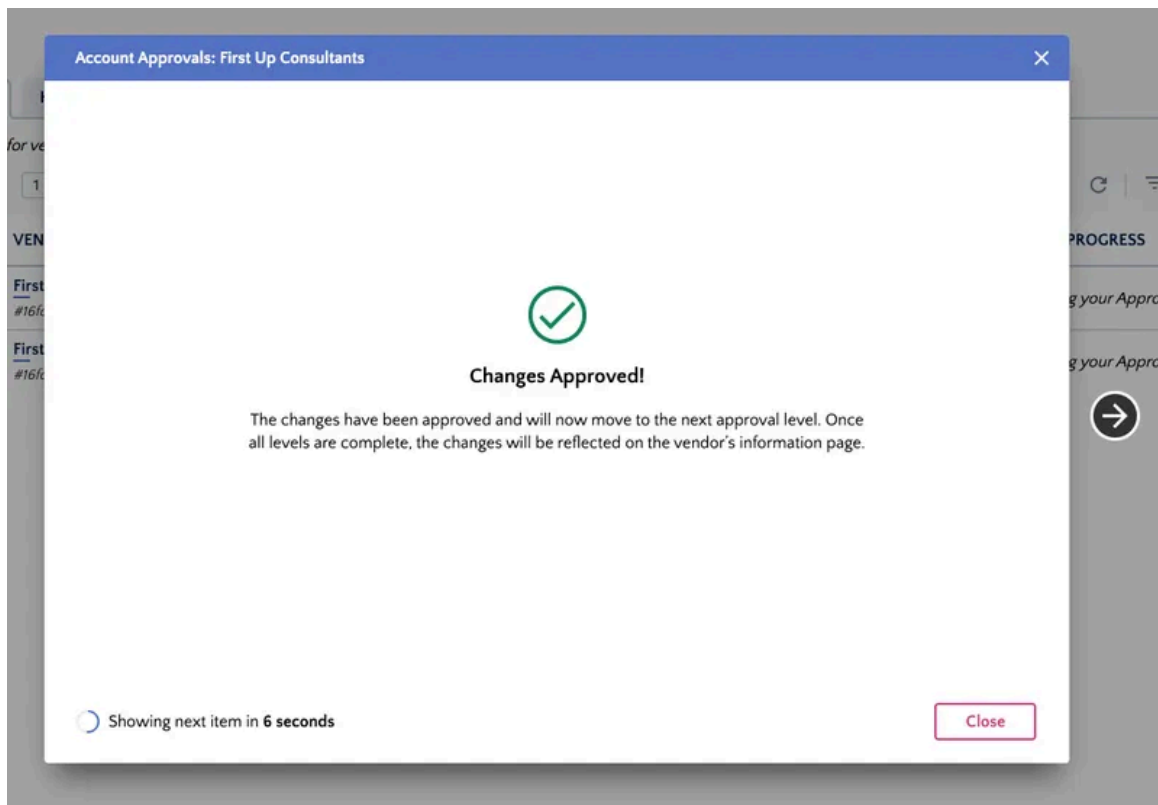 Account Approvals: First Up Consultants
for ve
1
VEN
PROGRESS
First
#16fc
g your Appro
First
#16fc
g your Appro
Changes Approved!
The changes have been approved and will now move to the next approval level. Once
all levels are complete, the changes will be reflected on the vendor's information page.
Showing next item in 6 seconds
Close